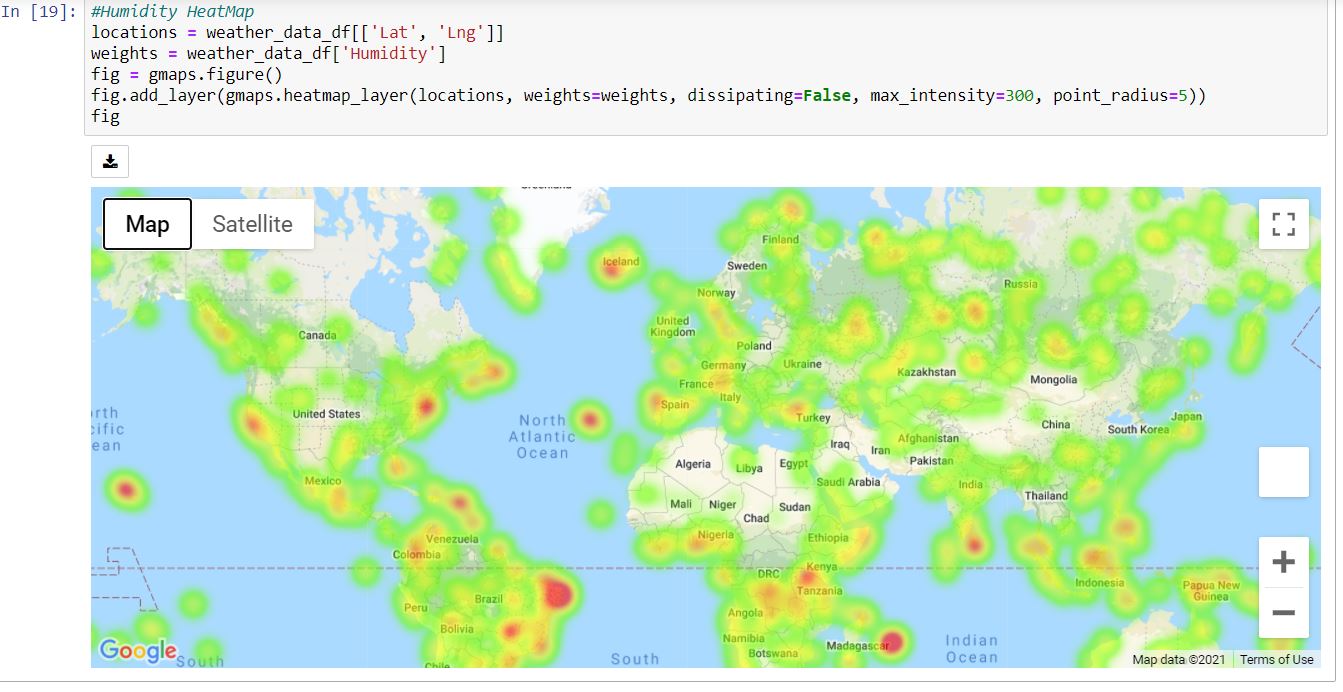 In [19]:
#Humidity HeatMap
locations = weather_data_df[['Lat', 'Lng']]
weights = weather_data_df['Humidity']
fig = gmaps.figure()
fig.add_layer(gmaps.heatmap_layer(locations, weights=weights, dissipating=False, max_intensity=300, point_radius=5))
fig
Map
Satellite
Greenland
Iceland
Finland
Sweden
Norway
Russia
United
Kingdom
Canada
Poland
Germany
Ukraine
France
Kazakhstan
Mongolia
Italy
Spain
Turkey
United States
North
Atlantic
Ocean
orth
cific
ean
Japan
China
South Korea
Iraq
Iran
Afghanistan
Pakistan
Algeria
Libya
Egypt
Saudi Arabia
Mexico
India
Thailand
Mali
Niger
Chad
Sudan
Nigeria
Ethiopia
Venezuela
Colombia
DRC
Kenya
Tanzania
Indonesia
Papua New
Guinea
Brazil
Peru
Angola
Bolivia
Namibia
Botswana
Madagascar
Indian
Ocean
Chile
South
South
Google
Map data ©2021
Terms of Use